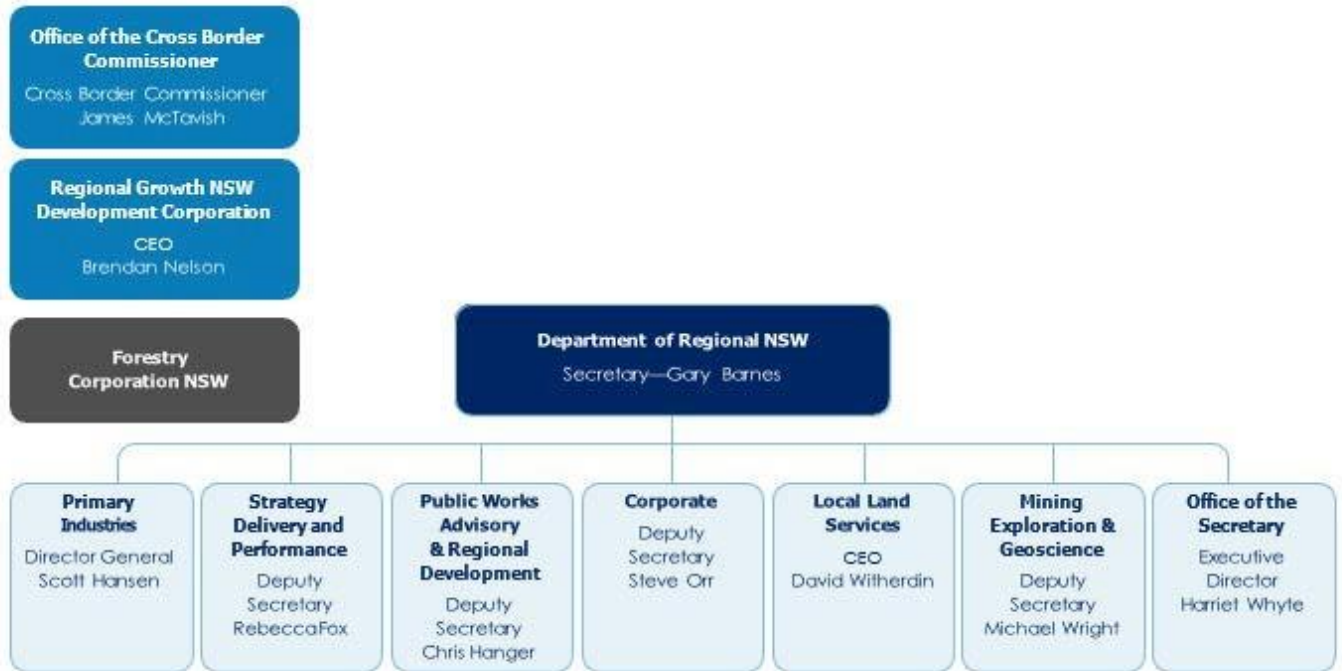 Office of the Cross Border
Commissioner
Cross Border Commissioner
James McTavish
Regional Growth NSW
Development Corporation
CEO
Brendan Nelson
Forestry
Corporation NSW
Department of Regional NSW
Secretary—Gary Barnes
Primary
Industries
Director General
Scott Hansen
Strategy
Delivery and
Performance
Deputy
Secretary
RebeccaFox
Public Works
Advisory
& Regional
Development
Deputy
Secretary
Chris Hanger
Corporate
Deputy
Secretary
Steve Orr
Local Land
Services
CEO
David Witherdin
Mining
Exploration &
Geoscience
Deputy
Secretary
Michael Wright
Office of the
Secretary
Executive
Director
Harriet Whyte